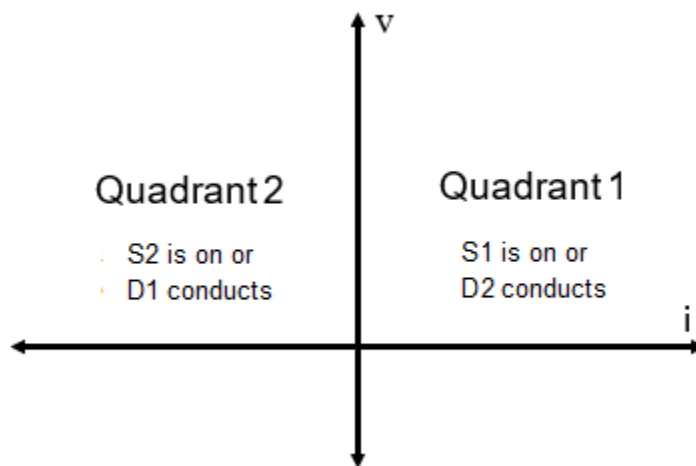 v
Quadrant 2
Quadrant 1
S2 is on or
D1 conducts
S1 is on or
D2 conducts
i